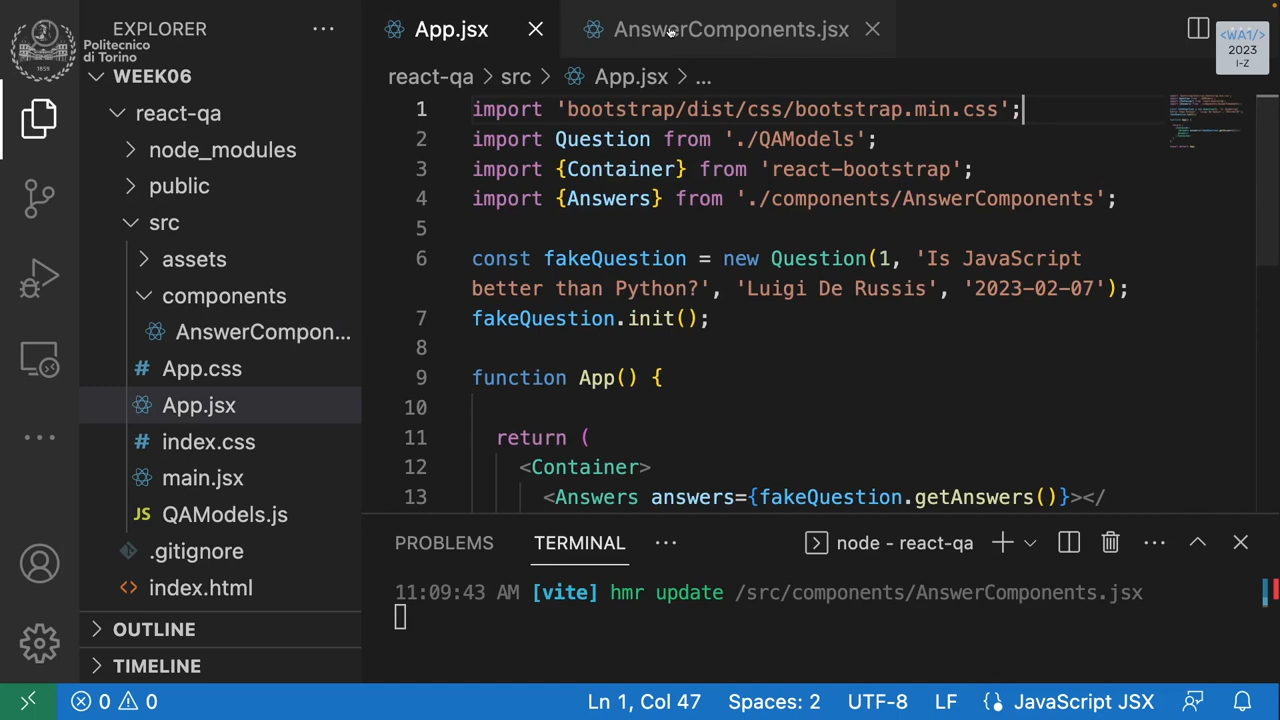 EXPLORER
Politecnico
di Torino
1859
WEEK06
react-qa
node_modules
public
src
assets
components
AnswerCompon...
# App.css
App.jsx
# index.css
main.jsx
JS QAModels.js
.gitignore
<> index.html
OUTLINE
TIMELINE
App.jsx
AnswerComponents.jsx
<WA1/>
2023
I-Z
react-qa > src > App.jsx > ...
1 import 'bootstrap/dist/css/bootstrap.min.css';
2 import Question from './QAModels';
3 import {Container} from 'react-bootstrap';
4 import {Answers} from './components/AnswerComponents';
5
6 const fakeQuestion = new Question(1, 'Is JavaScript
better than Python?', 'Luigi De Russis', '2023-02-07');
7 fakeQuestion.init();
8
9 function App() {
10
11 return (
12 <Container>
13 <Answers answers={fakeQuestion.getAnswers()}></
PROBLEMS TERMINAL ... node - react-qa
11:09:43 AM [vite] hmr update /src/components/AnswerComponents.jsx
0 0 Ln 1, Col 47 Spaces: 2 UTF-8 LF JavaScript JSX